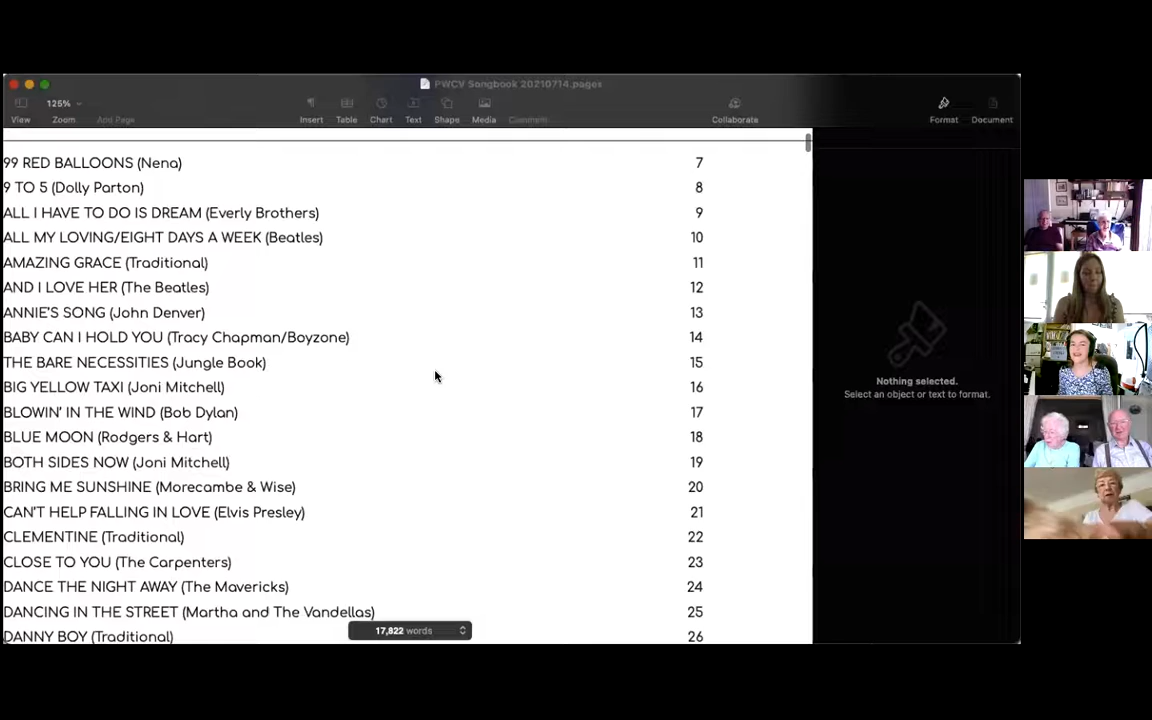 PWCV Songbook 20210714.pages
125%
View Zoom Add Page Insert Table Chart Text Shape Media Comment Collaborate Format Document
99 RED BALLOONS (Nena) 7
9 TO 5 (Dolly Parton) 8
ALL I HAVE TO DO IS DREAM (Everly Brothers) 9
ALL MY LOVING/EIGHT DAYS A WEEK (Beatles) 10
AMAZING GRACE (Traditional) 11
AND I LOVE HER (The Beatles) 12
ANNIE'S SONG (John Denver) 13
BABY CAN I HOLD YOU (Tracy Chapman/Boyzone) 14
THE BARE NECESSITIES (Jungle Book) 15
BIG YELLOW TAXI (Joni Mitchell) 16
BLOWIN' IN THE WIND (Bob Dylan) 17
BLUE MOON (Rodgers & Hart) 18
BOTH SIDES NOW (Joni Mitchell) 19
BRING ME SUNSHINE (Morecambe & Wise) 20
CAN'T HELP FALLING IN LOVE (Elvis Presley) 21
CLEMENTINE (Traditional) 22
CLOSE TO YOU (The Carpenters) 23
DANCE THE NIGHT AWAY (The Mavericks) 24
DANCING IN THE STREET (Martha and The Vandellas) 25
DANNY BOY (Traditional) 26
17,822 words
Nothing selected.
Select an object or text to format.